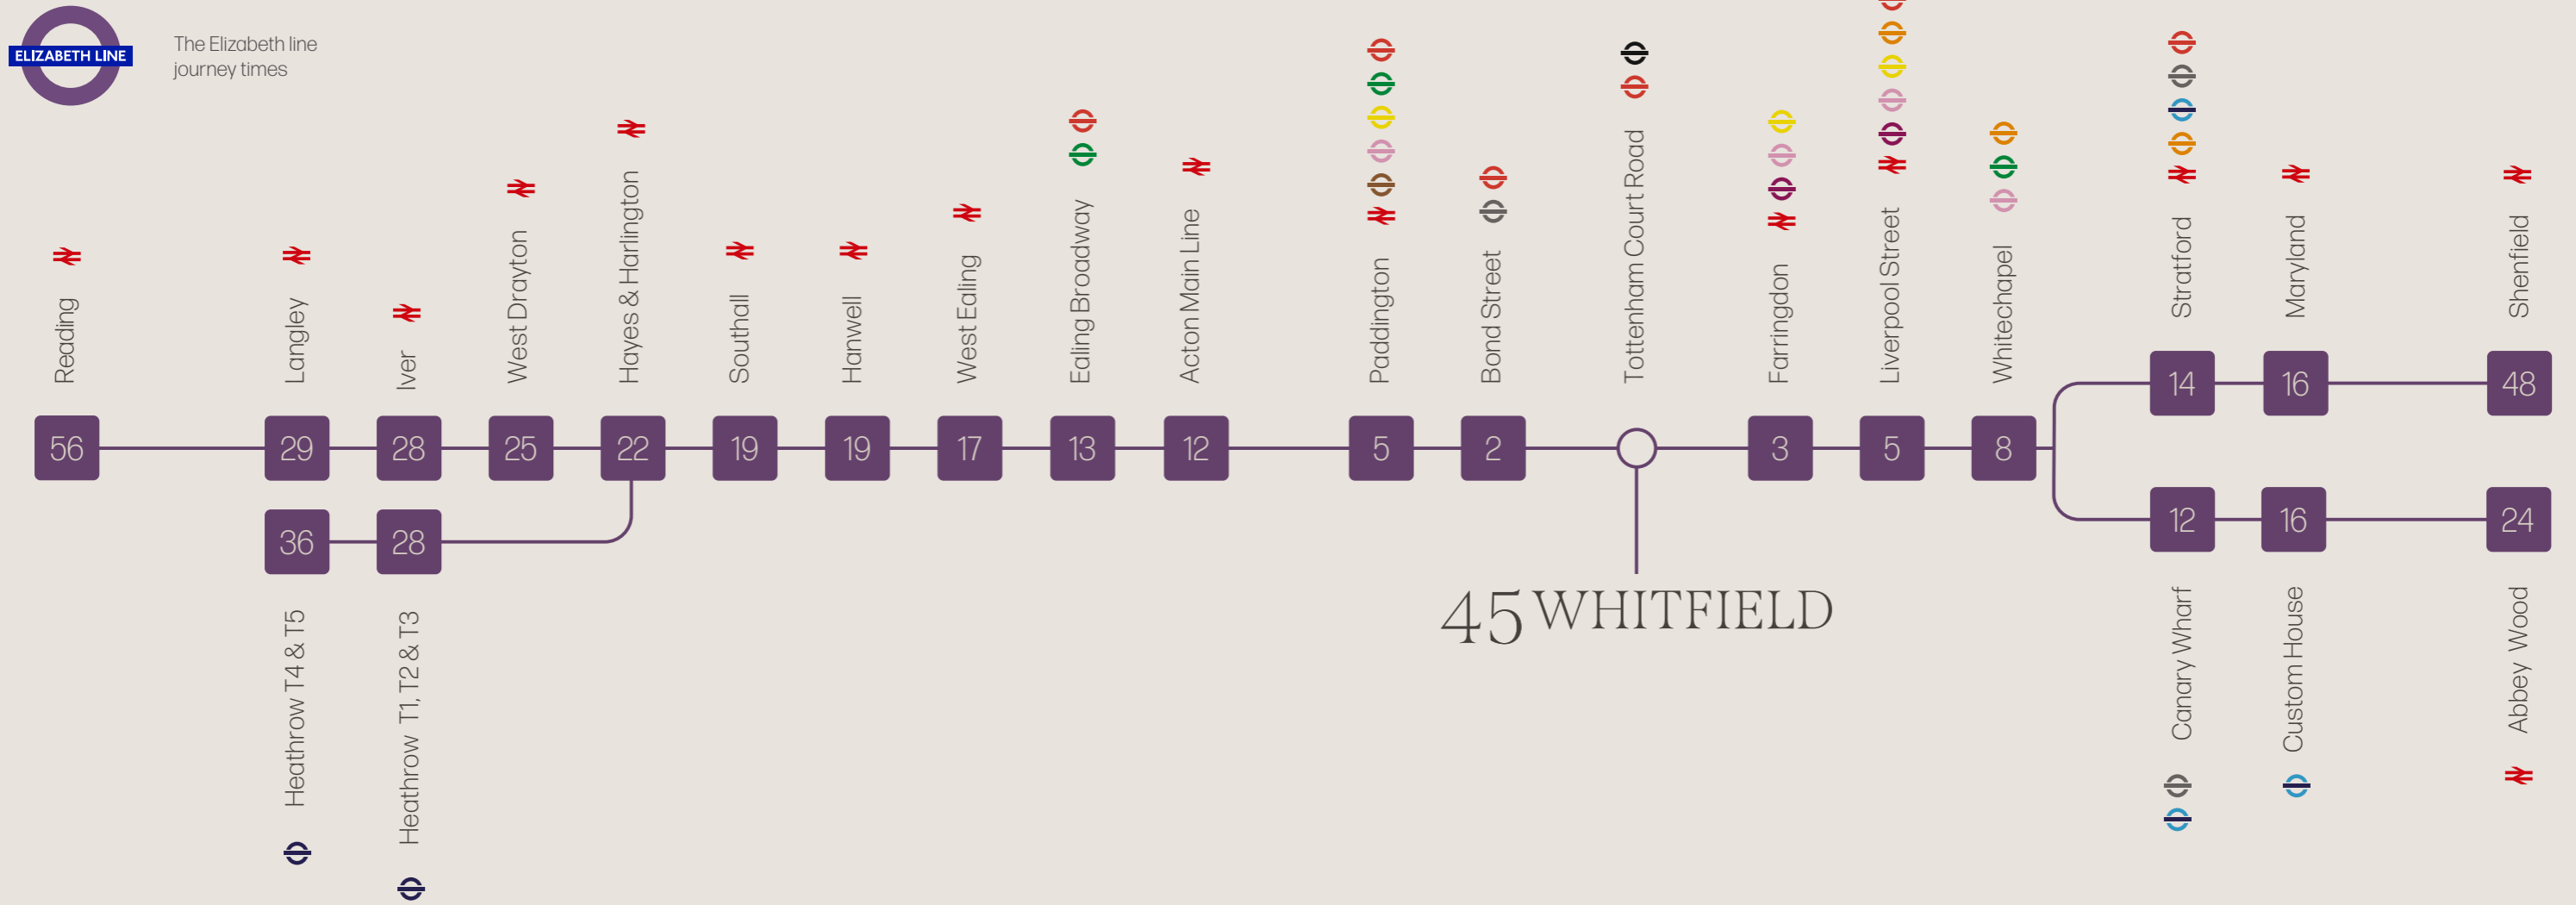 ELIZABETH LINE
The Elizabeth line
journey times
Reading
Langley
Iver
West Drayton
Hayes & Harlington
Southall
Hanwell
West Ealing
Ealing Broadway
Acton Main Line
Paddington
Bond Street
Tottenham Court Road
Farringdon
Liverpool Street
Whitechapel
Stratford
Maryland
Shenfield
14 16 48
56 29 28 25 22 19 19 17 13 12 5 2 3 5 8
12 16 24
36 28
45 WHITFIELD
Heathrow T4 & T5
Heathrow T1, T2 & T3
Canary Wharf
Custom House
Abbey Wood